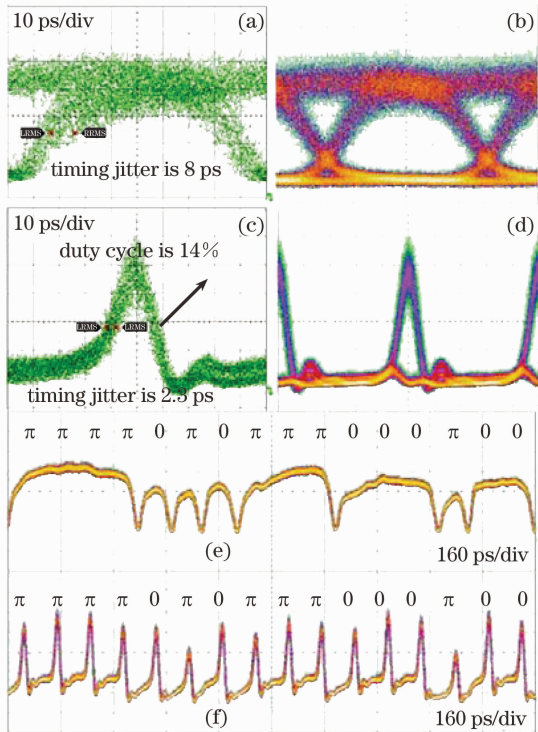 10 ps/div (a)
LRMS RRMS
timing jitter is 8 ps
(b)
10 ps/div (c)
duty cycle is 14%
LRMS LRMS
timing jitter is 2.3 ps
(d)
π π π π 0 π 0 π π π 0 0 0 π 0 0
(e) 160 ps/div
π π π π 0 π 0 π π π 0 0 0 π 0 0
(f) 160 ps/div